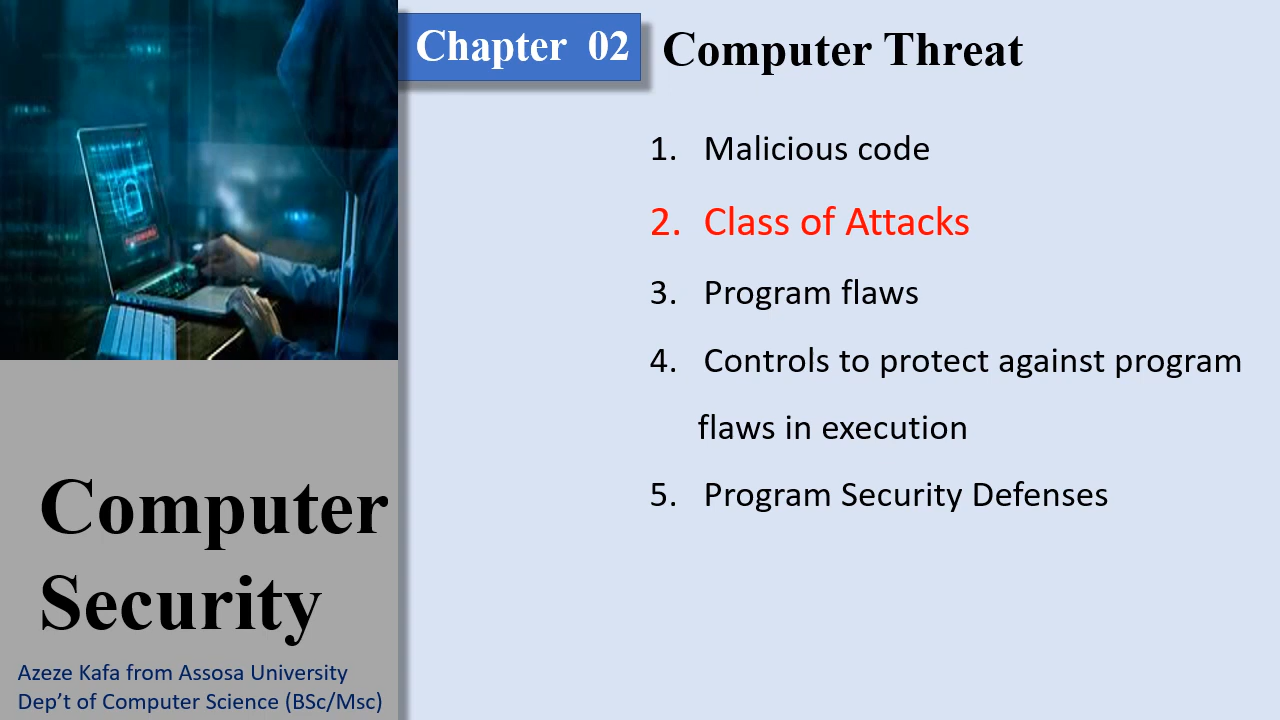 Chapter 02
Computer Threat
1. Malicious code
2. Class of Attacks
3. Program flaws
4. Controls to protect against program
flaws in execution
5. Program Security Defenses
Computer
Security
Azeze Kafa from Assosa University
Dep’t of Computer Science (BSc/Msc)